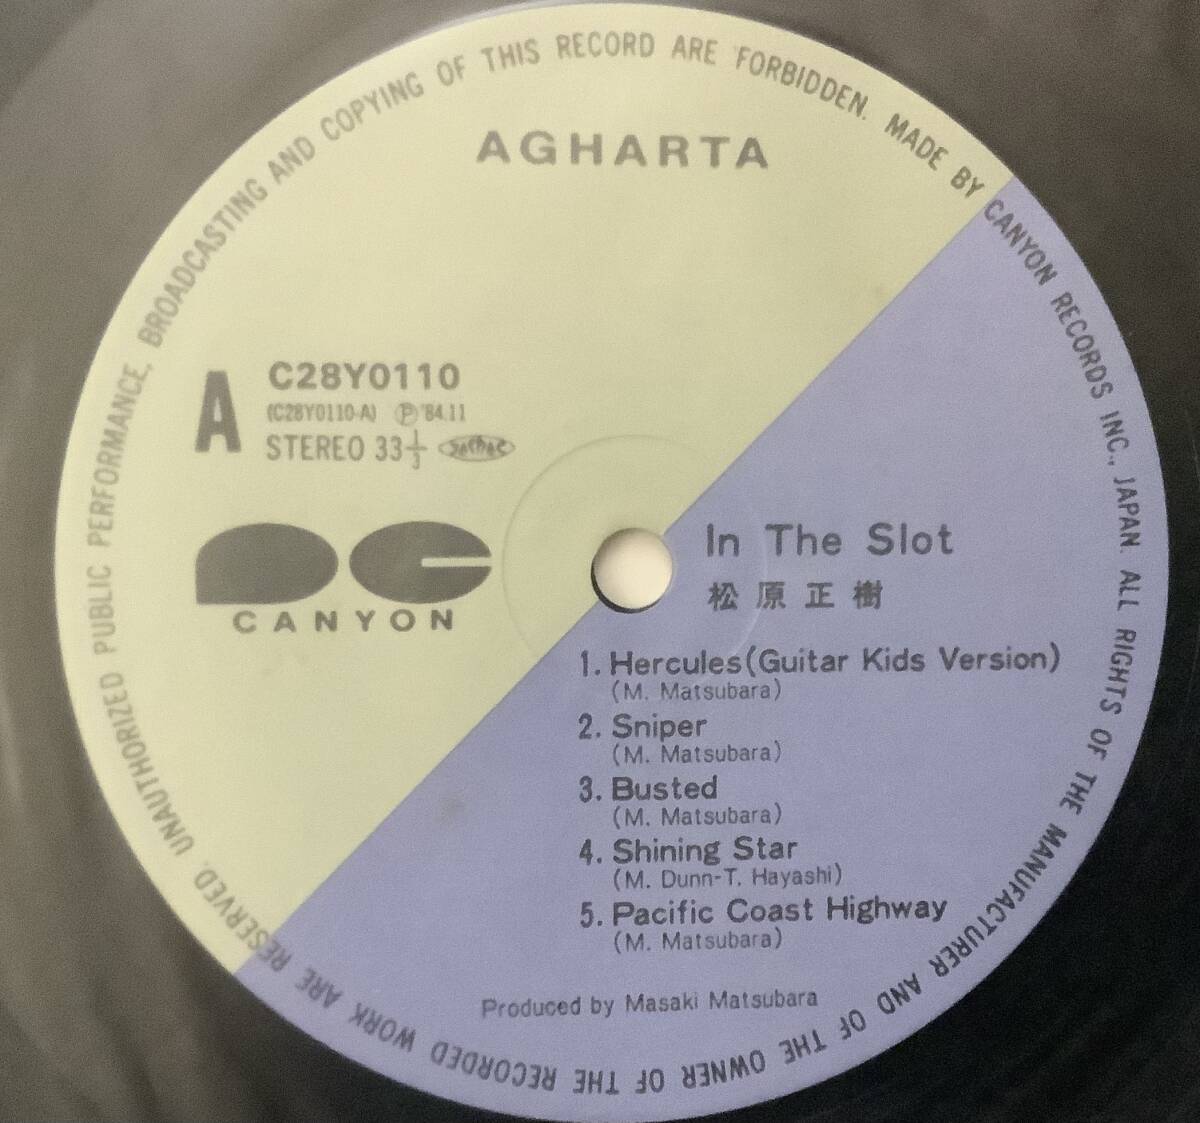 UNAUTHORIZED PUBLIC PERFORMANCE, BROADCASTING AND COPYING OF THIS RECORD ARE FORBIDDEN. MADE BY CANYON RECORDS INC., JAPAN. ALL RIGHTS OF THE MANUFACTURER AND OF THE OWNER OF THE RECORDED WORK ARE RESERVED.
AGHARTA
A
C28Y0110
(C28Y0110-A) Ⓟ'84.11
STEREO 33 1/3
CANYON
In The Slot
松原正樹
1. Hercules (Guitar Kids Version)
(M. Matsubara)
2. Sniper
(M. Matsubara)
3. Busted
(M. Matsubara)
4. Shining Star
(M. Dunn-T. Hayashi)
5. Pacific Coast Highway
(M. Matsubara)
Produced by Masaki Matsubara